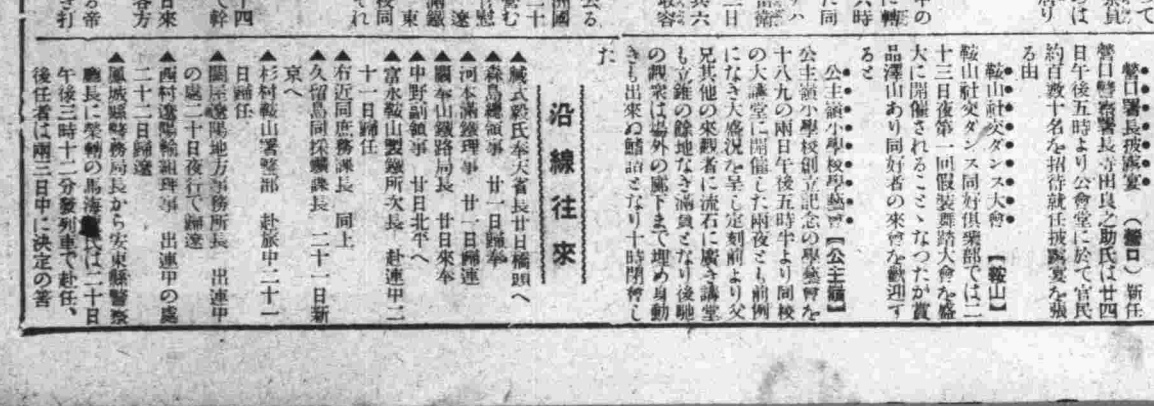 營口署長披露宴
(營口)新任
營口警察署長寺田良之助氏は廿四
日午後五時より公會堂に於て官民
約百數十名を招待就任披露宴を張
る由
鞍山社交ダンス大會
【鞍山】
鞍山社交ダンス同好俱樂部では二
十三日夜第一回假裝舞踏大會を盛
大に開催されることゝなつたが賞
品澤山あり同好者の來會を歡迎す
ると
公主嶺小學校學藝會【公主嶺】
公主嶺小學校創立記念の學藝會を
十八九の兩日午後五時半より同校
の大講堂に開催した兩夜とも前例
になき大盛況を呈し定刻前より父
兄其他の來觀者に流石に廣き講堂
も立錐の餘地なき滿員となり後馳
の觀衆は場外の廊下まで埋め身動
きも出來ぬ鮨詰となり十時閉會し
た
沿線往來
▲臧式毅氏奉天省長廿日橋頭へ
▲森島總領事 廿一日歸奉
▲河本滿鐵理事 廿一日歸連
▲闞奉山鐵路局長 廿日來奉
▲中野副領事 廿日北平へ
▲富永鞍山製鐵所次長 赴連中二
十一日歸任
▲右近同庶務課長 同上
▲久留島同採鑛課長 二十一日新
京へ
▲杉村鞍山署警部 赴旅中二十一
日歸任
▲關屋遼陽地方事務所長 出連中
の處二十日夜行で歸遼
▲西村遼陽輸組理事 出連中の處
二十二日歸遼
▲鳳城縣警務局長から安東縣警察
廳長に榮轉の馬海氏は二十日
午後三時十二分發列車で赴任、
後任者は兩三日中に決定の筈